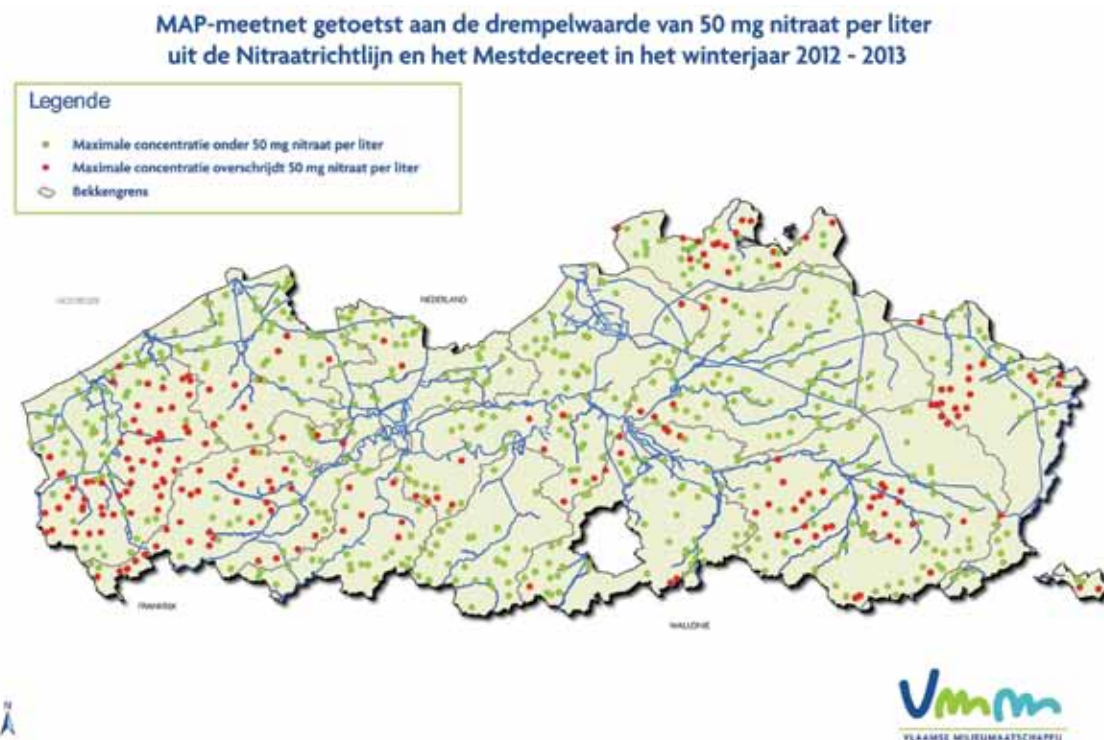 MAP-meetnet getoetst aan de drempelwaarde van 50 mg nitraat per liter
uit de Nitraatrichtlijn en het Mestdecreet in het winterjaar 2012 - 2013
Legende
Maximale concentratie onder 50 mg nitraat per liter
Maximale concentratie overschrijdt 50 mg nitraat per liter
Bekkengrens
NEDERLAND
FRANKRIJK
WALLONIË
N
Vmm
VLAAMSE MILIEUMAATSCHAPPIJ